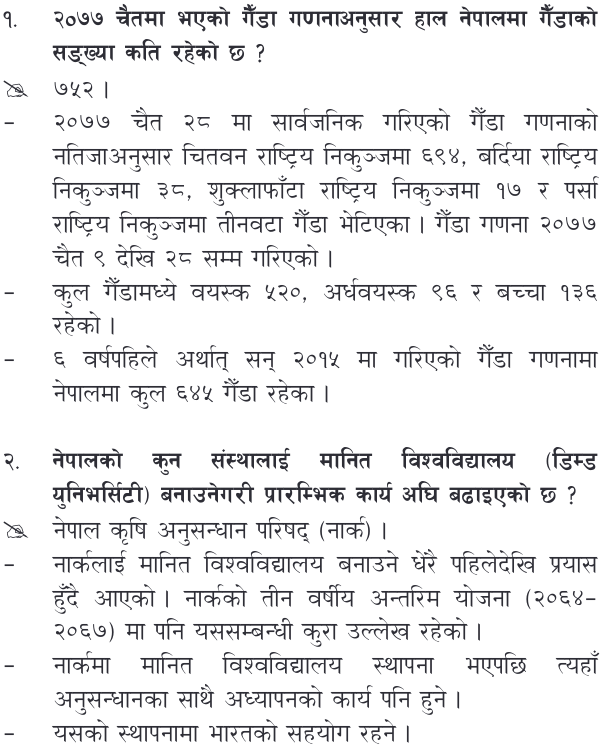 १. २०७७ चैतमा भएको गैँडा गणनाअनुसार हाल नेपालमा गैँडाको
सङ्ख्या कति रहेको छ ?
७५२ ।
– २०७७ चैत २८ मा सार्वजनिक गरिएको गैँडा गणनाको
नतिजाअनुसार चितवन राष्ट्रिय निकुञ्जमा ६९४, बर्दिया राष्ट्रिय
निकुञ्जमा ३८, शुक्लाफाँटा राष्ट्रिय निकुञ्जमा १७ र पर्सा
राष्ट्रिय निकुञ्जमा तीनवटा गैँडा भेटिएका । गैँडा गणना २०७७
चैत ९ देखि २८ सम्म गरिएको ।
– कुल गैँडामध्ये वयस्क ५२०, अर्धवयस्क ९६ र बच्चा १३६
रहेको ।
– ६ वर्षपहिले अर्थात् सन् २०१५ मा गरिएको गैँडा गणनामा
नेपालमा कुल ६४५ गैँडा रहेका ।
२. नेपालको कुन संस्थालाई मानित विश्वविद्यालय (डिम्ड
युनिभर्सिटी) बनाउनेगरी प्रारम्भिक कार्य अघि बढाइएको छ ?
नेपाल कृषि अनुसन्धान परिषद् (नार्क) ।
– नार्कलाई मानित विश्वविद्यालय बनाउने धेरै पहिलेदेखि प्रयास
हुँदै आएको । नार्कको तीन वर्षीय अन्तरिम योजना (२०६४–
२०६७) मा पनि यससम्बन्धी कुरा उल्लेख रहेको ।
– नार्कमा मानित विश्वविद्यालय स्थापना भएपछि त्यहाँ
अनुसन्धानका साथै अध्यापनको कार्य पनि हुने ।
– यसको स्थापनामा भारतको सहयोग रहने ।